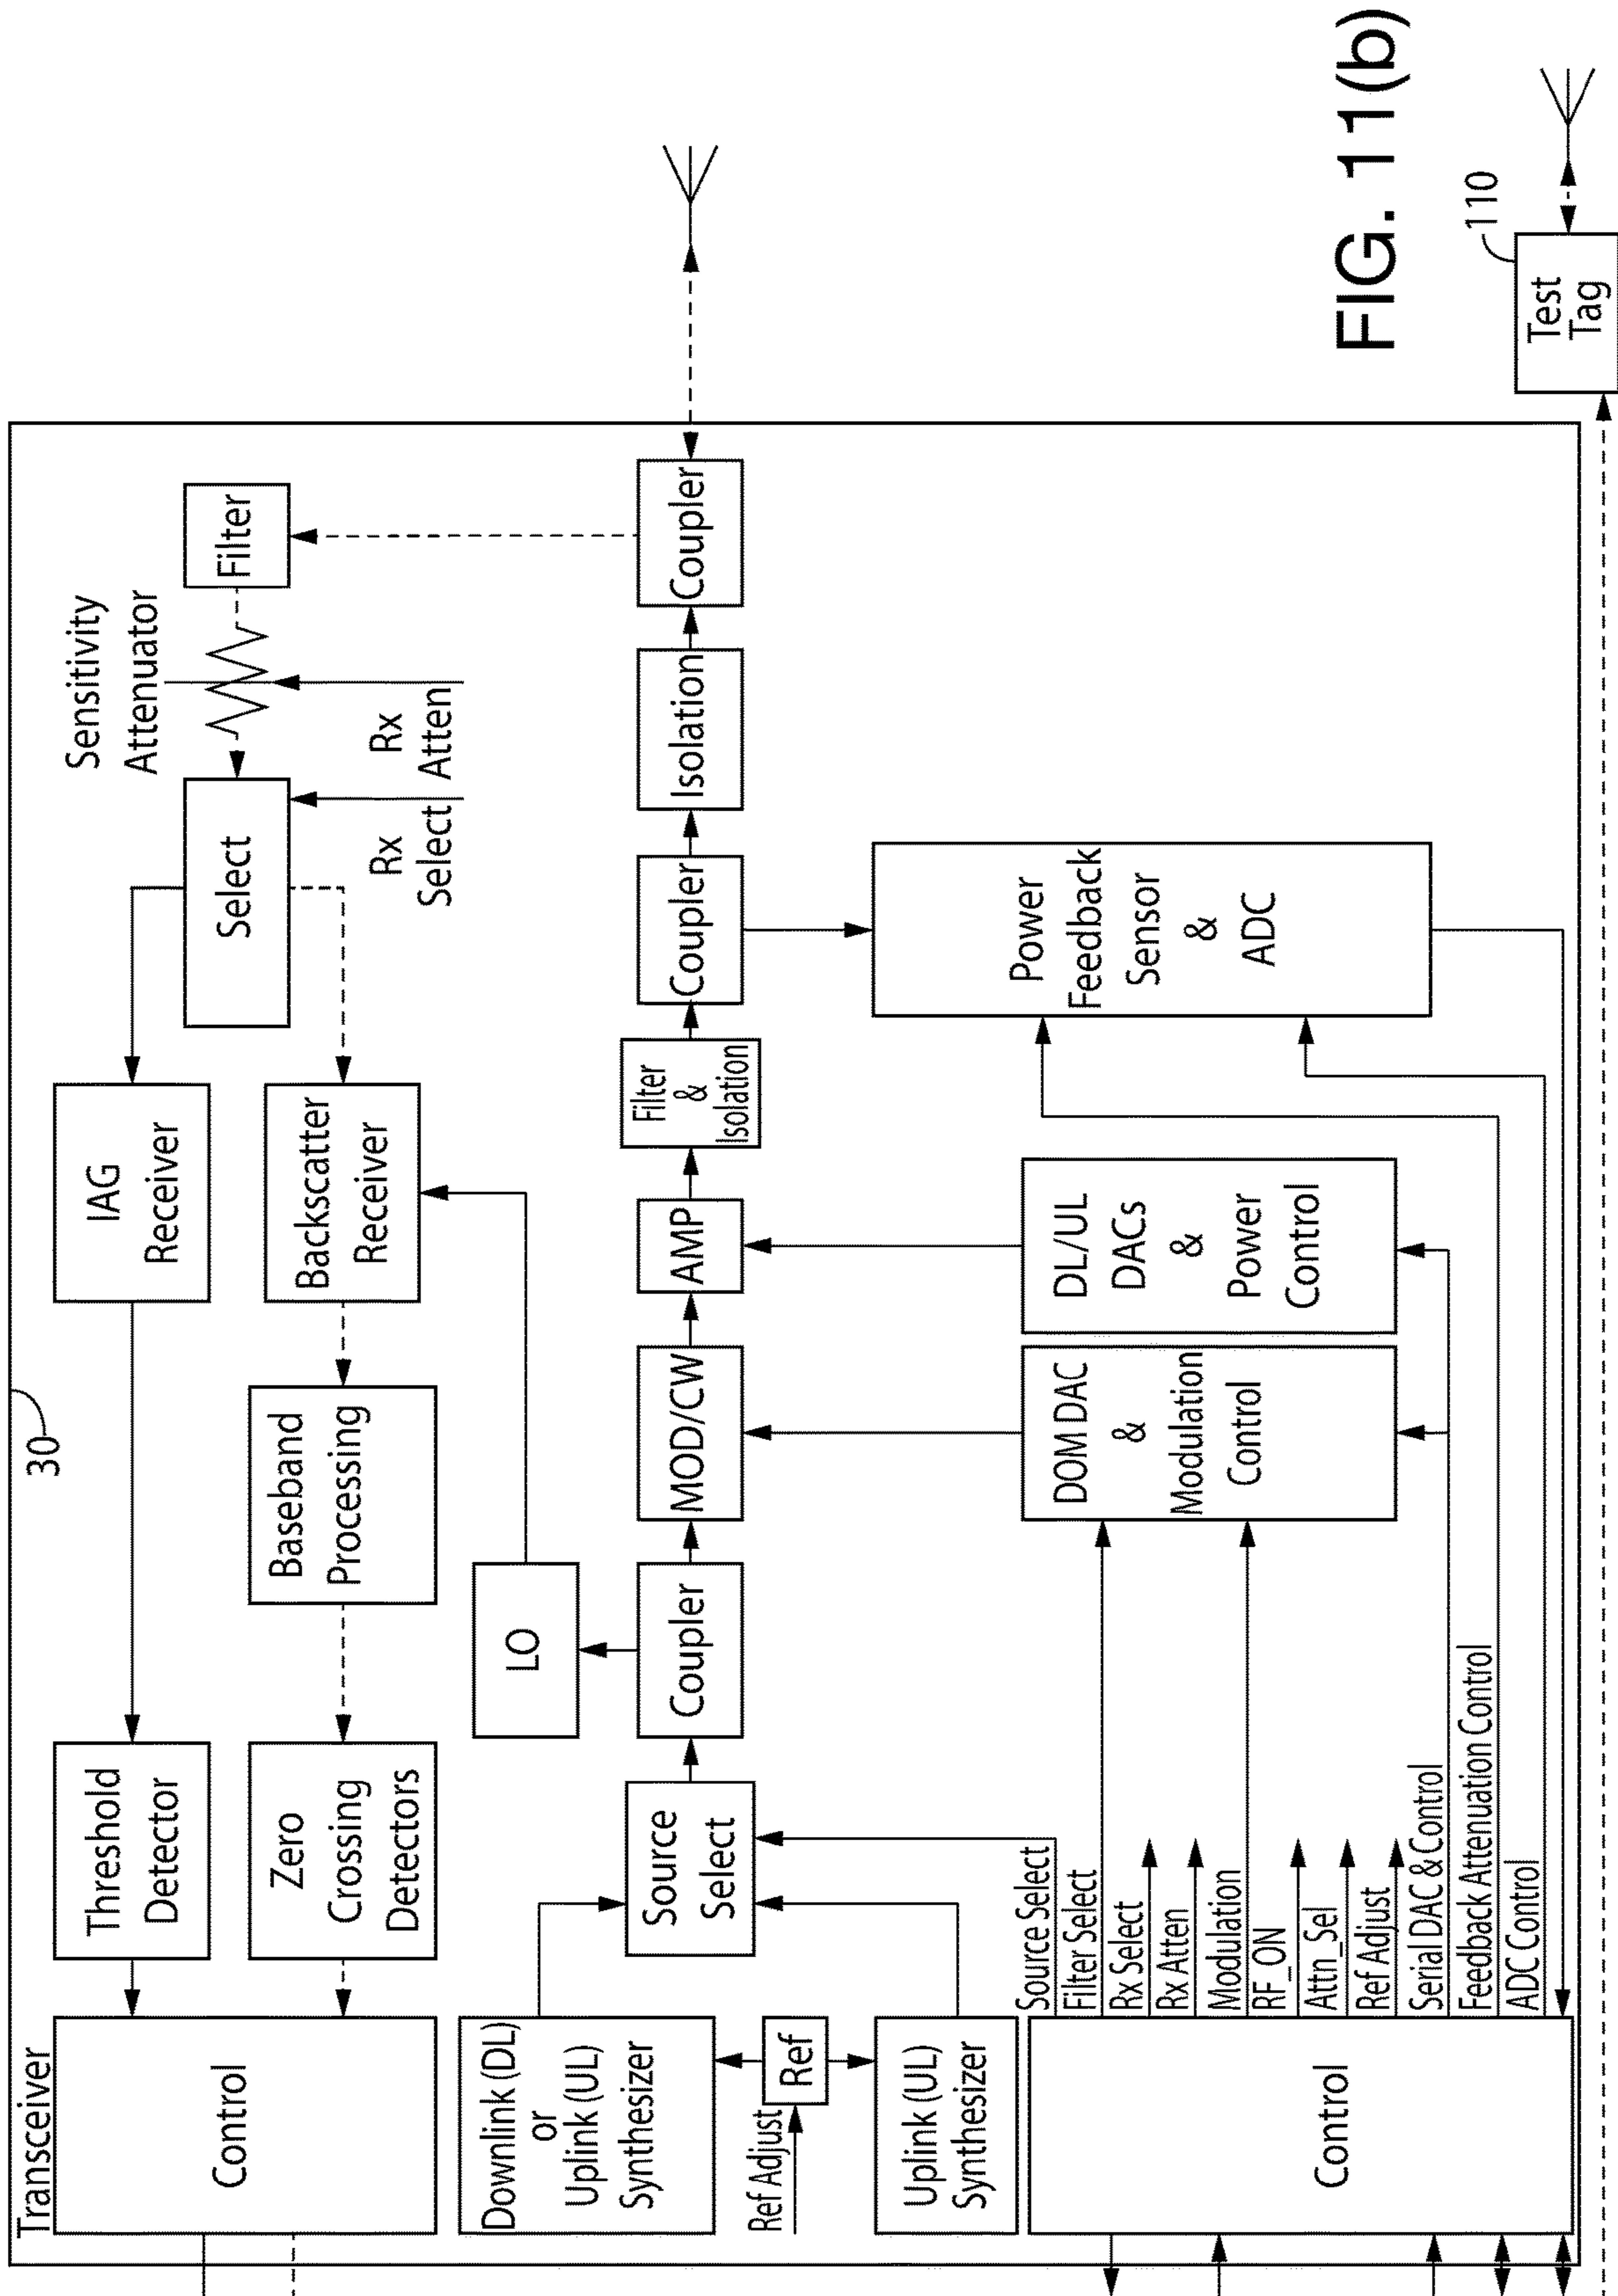 Transceiver
30
Control
Threshold
Detector
IAG
Receiver
Zero
Crossing
Detectors
Baseband
Processing
Backscatter
Receiver
Select
Sensitivity
Attenuator
Filter
Rx
Select
Rx
Atten
LO
Downlink (DL)
or
Uplink (UL)
Synthesizer
Ref Adjust
Ref
Uplink (UL)
Synthesizer
Source
Select
Coupler
MOD/CW
AMP
Filter
&
Isolation
Coupler
Isolation
Coupler
Control
Source Select
Filter Select
Rx Select
Rx Atten
Modulation
RF_ON
Attn_Sel
Ref Adjust
Serial DAC & Control
Feedback Attenuation Control
ADC Control
DOM DAC
&
Modulation
Control
DL/UL
DACs
&
Power
Control
Power
Feedback
Sensor
&
ADC
Test
Tag
110
FIG. 11(b)